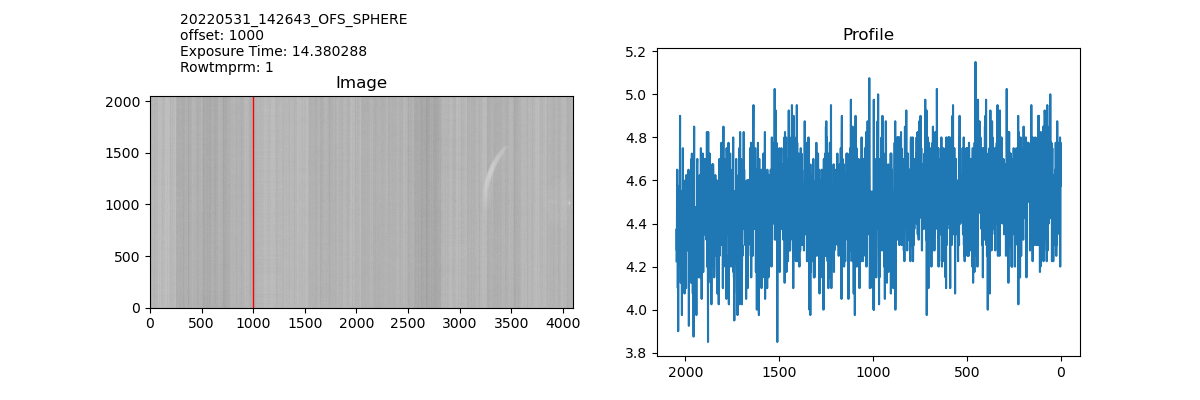 20220531_142643_OFS_SPHERE
offset: 1000
Exposure Time: 14.380288
Rowtmprm: 1
Image
2000
1500
1000
500
0
0 500 1000 1500 2000 2500 3000 3500 4000
Profile
5.2
5.0
4.8
4.6
4.4
4.2
4.0
3.8
2000 1500 1000 500 0